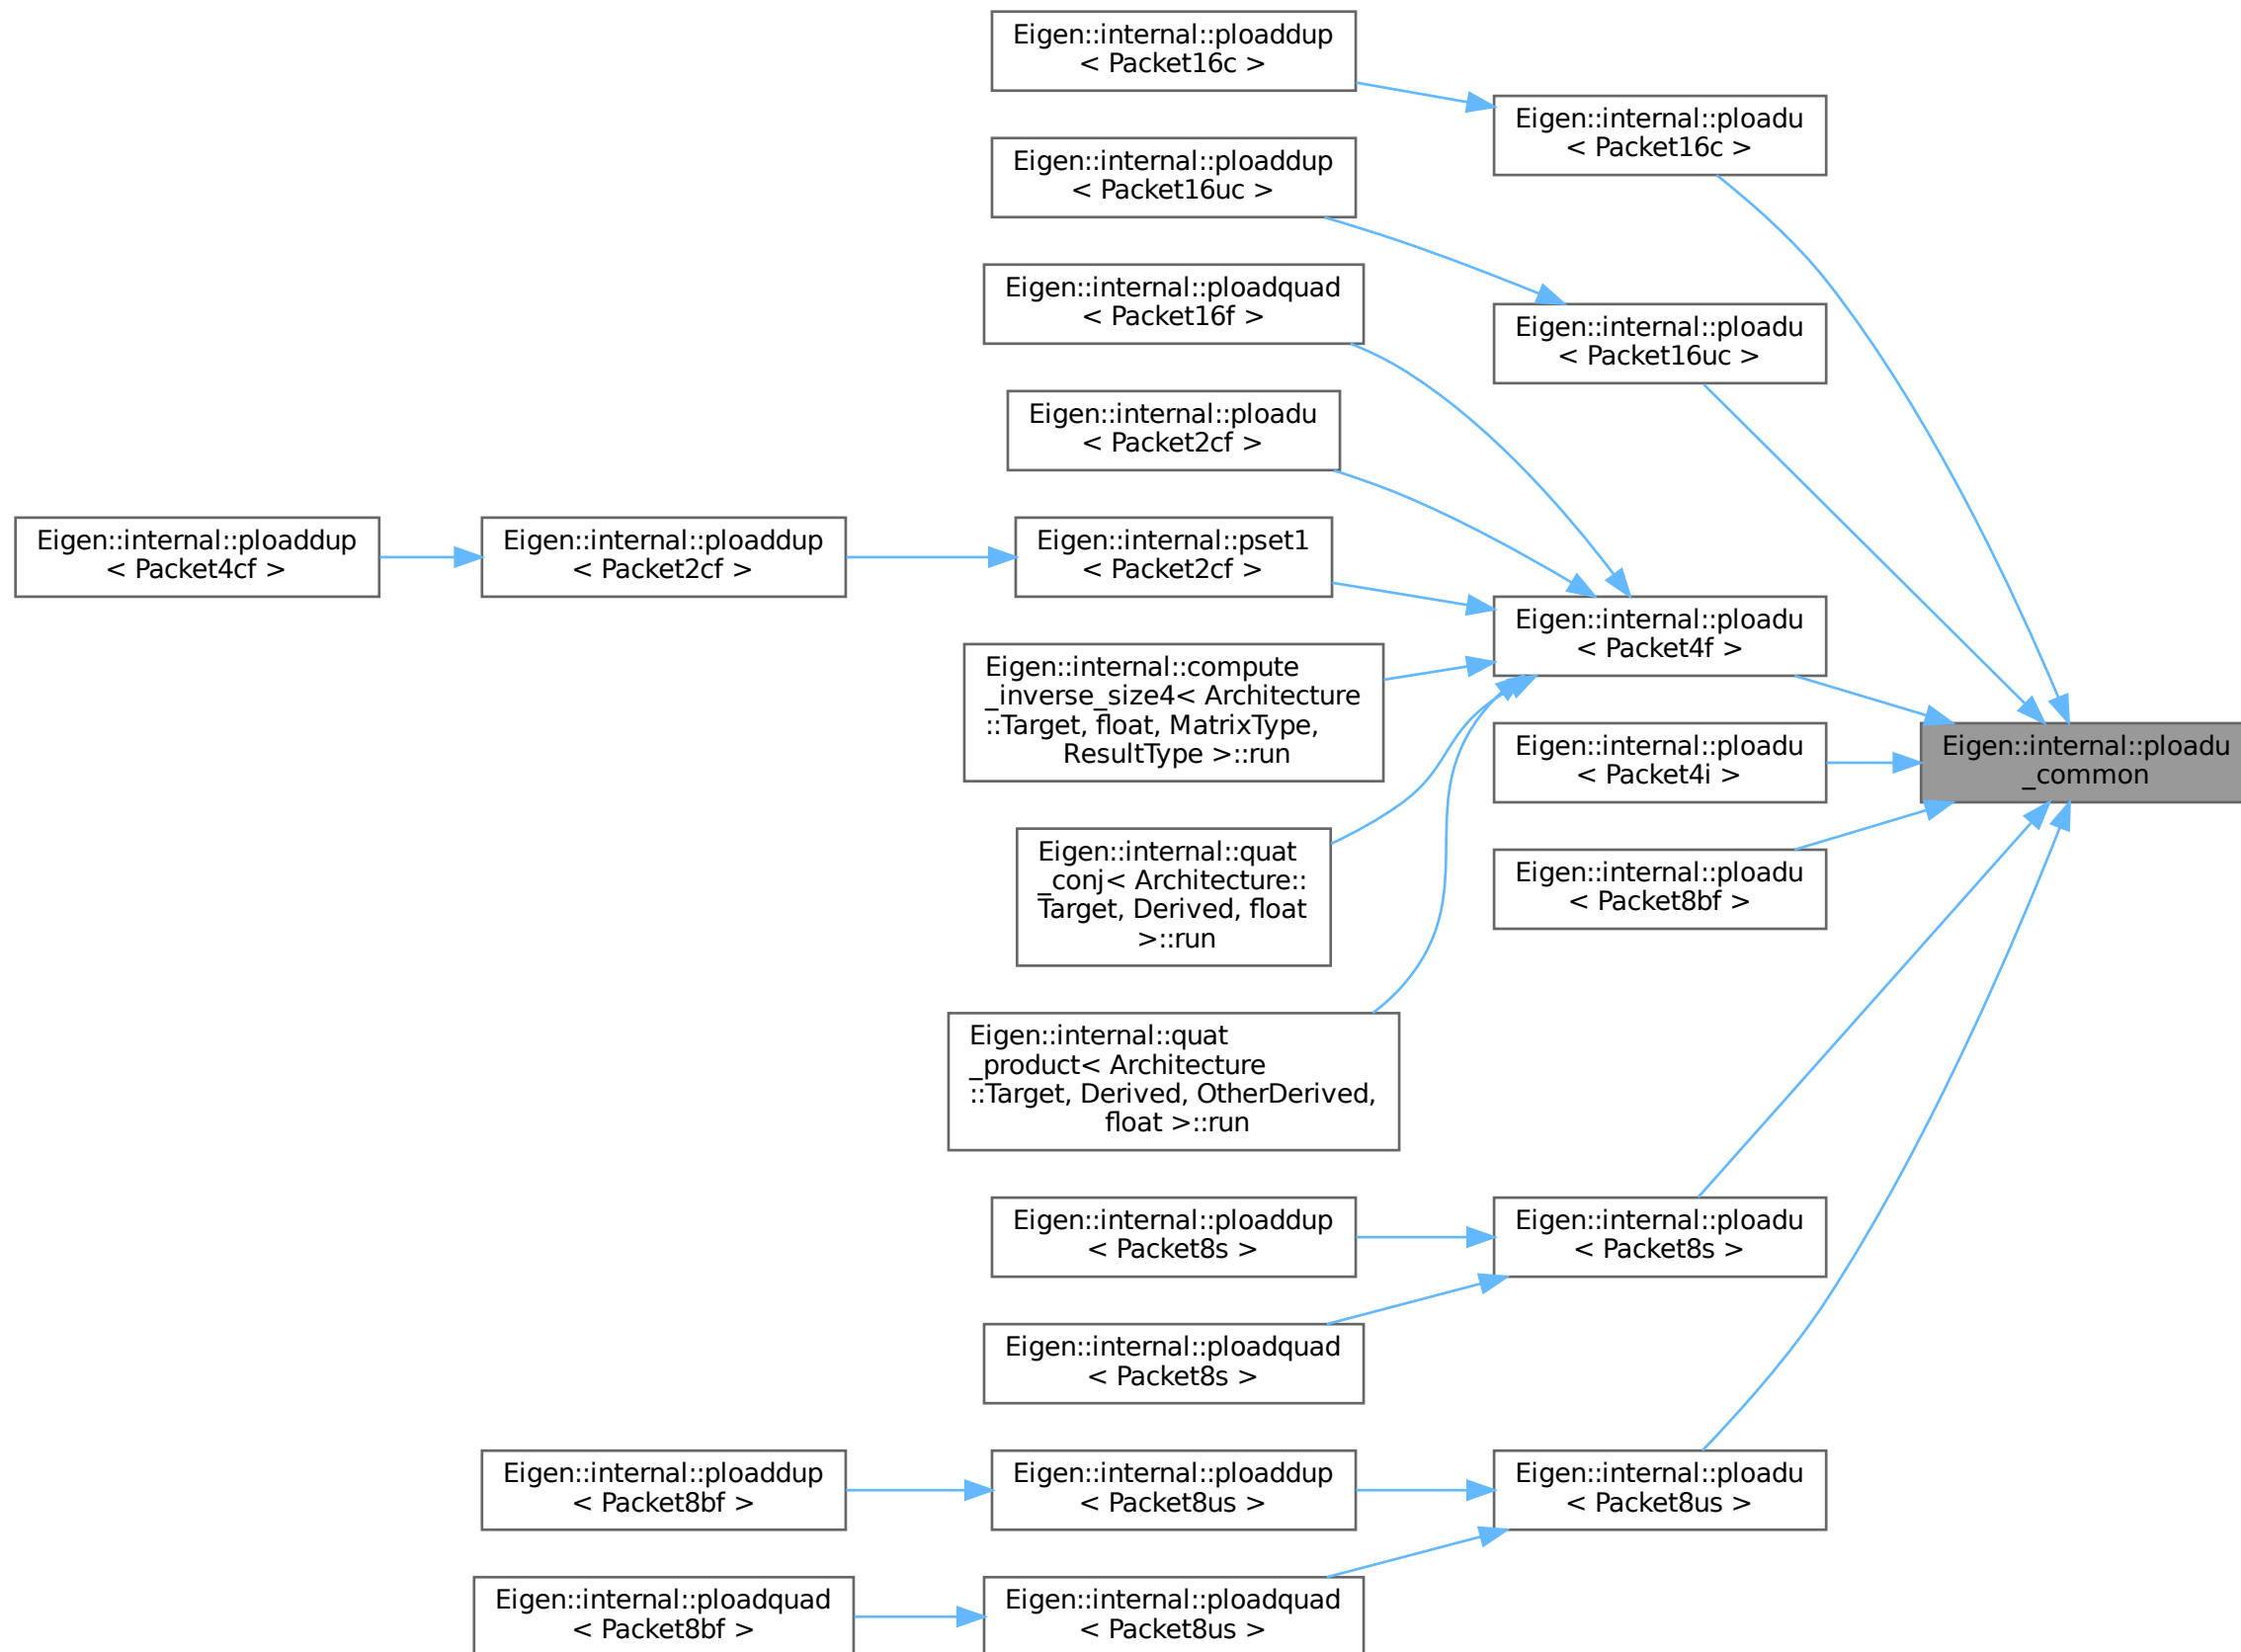 Eigen::internal::ploaddup
< Packet16c >
Eigen::internal::ploadu
< Packet16c >
Eigen::internal::ploaddup
< Packet16uc >
Eigen::internal::ploadquad
< Packet16f >
Eigen::internal::ploadu
< Packet16uc >
Eigen::internal::ploadu
< Packet2cf >
Eigen::internal::ploaddup
< Packet4cf >
Eigen::internal::ploaddup
< Packet2cf >
Eigen::internal::pset1
< Packet2cf >
Eigen::internal::ploadu
< Packet4f >
Eigen::internal::compute
_inverse_size4< Architecture
::Target, float, MatrixType,
ResultType >::run
Eigen::internal::ploadu
< Packet4i >
Eigen::internal::ploadu
_common
Eigen::internal::quat
_conj< Architecture::
Target, Derived, float
>::run
Eigen::internal::ploadu
< Packet8bf >
Eigen::internal::quat
_product< Architecture
::Target, Derived, OtherDerived,
float >::run
Eigen::internal::ploaddup
< Packet8s >
Eigen::internal::ploadu
< Packet8s >
Eigen::internal::ploadquad
< Packet8s >
Eigen::internal::ploaddup
< Packet8bf >
Eigen::internal::ploaddup
< Packet8us >
Eigen::internal::ploadu
< Packet8us >
Eigen::internal::ploadquad
< Packet8bf >
Eigen::internal::ploadquad
< Packet8us >